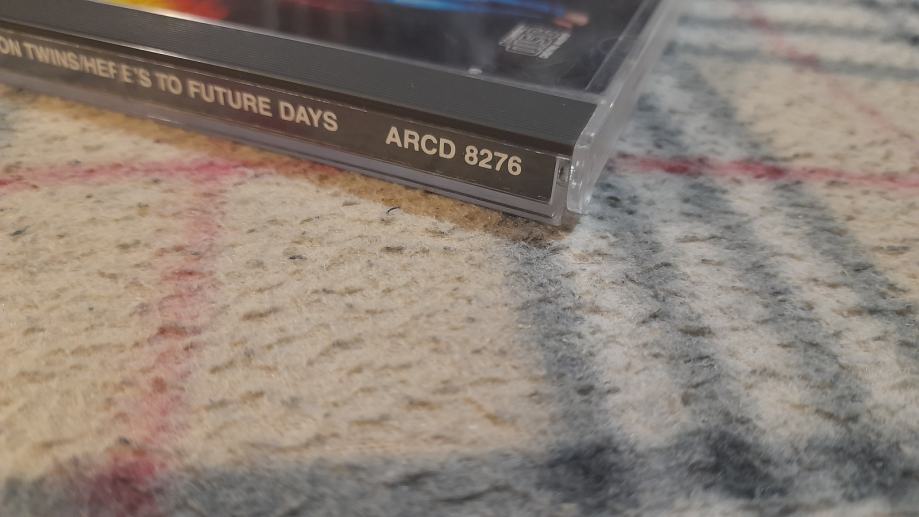 ON TWINS/HERE'S TO FUTURE DAYS ARCD 8276